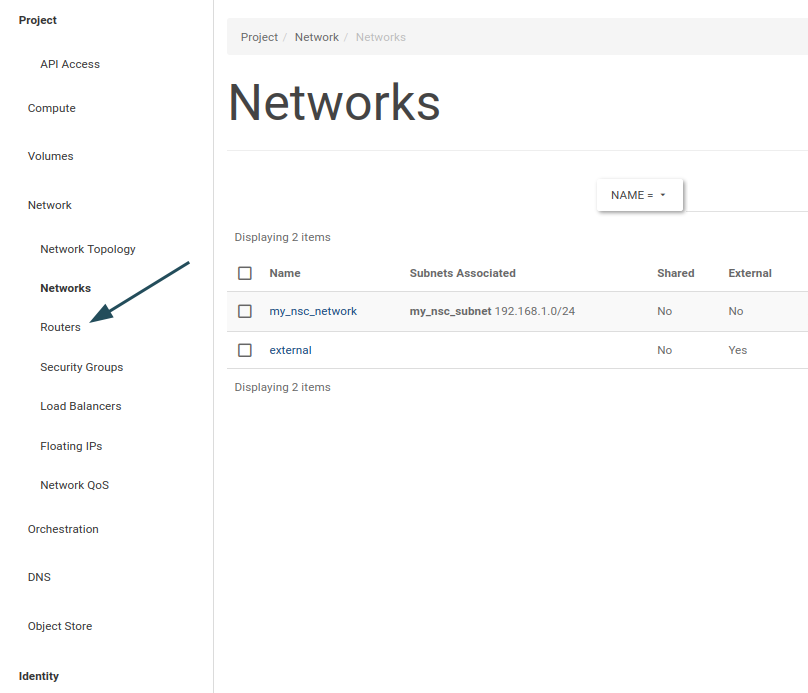 Project
API Access
Compute
Volumes
Network
Network Topology
Networks
Routers
Security Groups
Load Balancers
Floating IPs
Network QoS
Orchestration
DNS
Object Store
Identity
Project / Network / Networks
Networks
NAME =
Displaying 2 items
Name Subnets Associated Shared External
my_nsc_network my_nsc_subnet 192.168.1.0/24 No No
external No Yes
Displaying 2 items